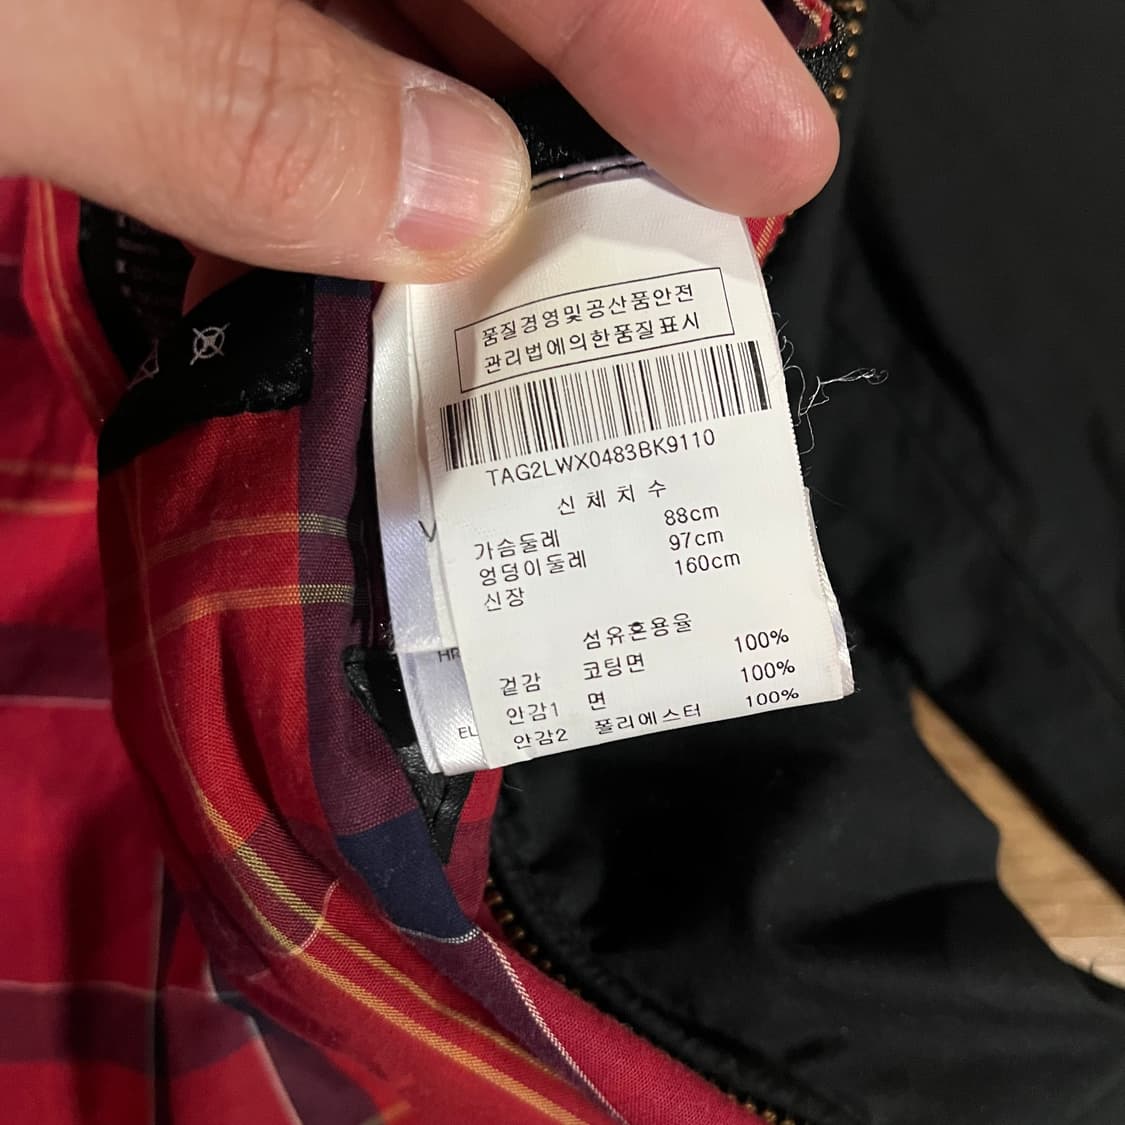 품질경영및공산품안전
관리법에의한품질표시
TAG2LWX0483BK9110
신체치수
가슴둘레 88cm
엉덩이둘레 97cm
신장 160cm
섬유혼용율
겉감 코팅면 100%
안감1 면 100%
안감2 폴리에스터 100%
HR
EL